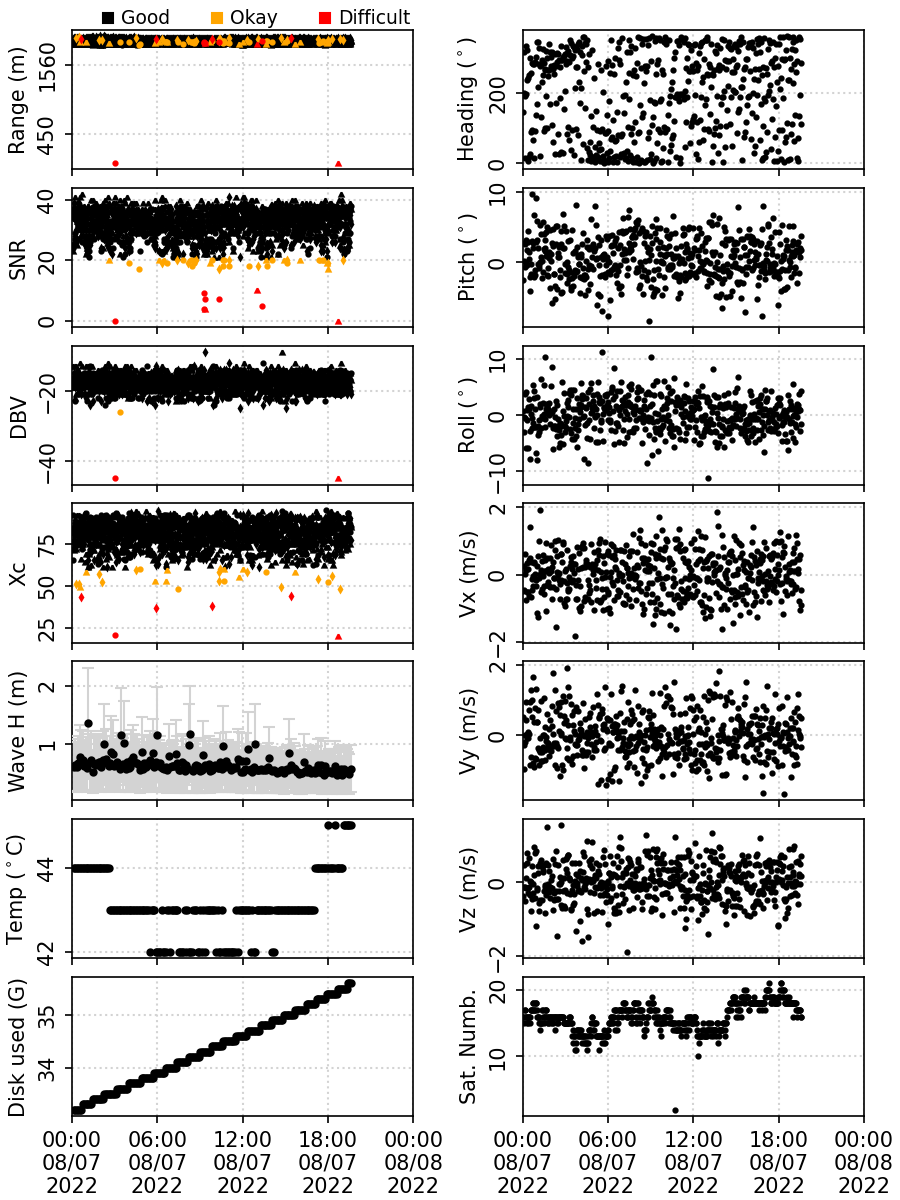 Good Okay Difficult
Range (m)
1560
450
Heading (°)
200
0
SNR
40
20
0
Pitch (°)
10
0
DBV
−20
−40
Roll (°)
10
0
−10
Xc
75
50
25
Vx (m/s)
2
0
−2
Wave H (m)
2
1
Vy (m/s)
2
0
Temp (°C)
44
42
Vz (m/s)
0
−2
Disk used (G)
35
34
Sat. Numb.
20
10
00:00 06:00 12:00 18:00 00:00
08/07 08/07 08/07 08/07 08/08
2022 2022 2022 2022 2022
00:00 06:00 12:00 18:00 00:00
08/07 08/07 08/07 08/07 08/08
2022 2022 2022 2022 2022